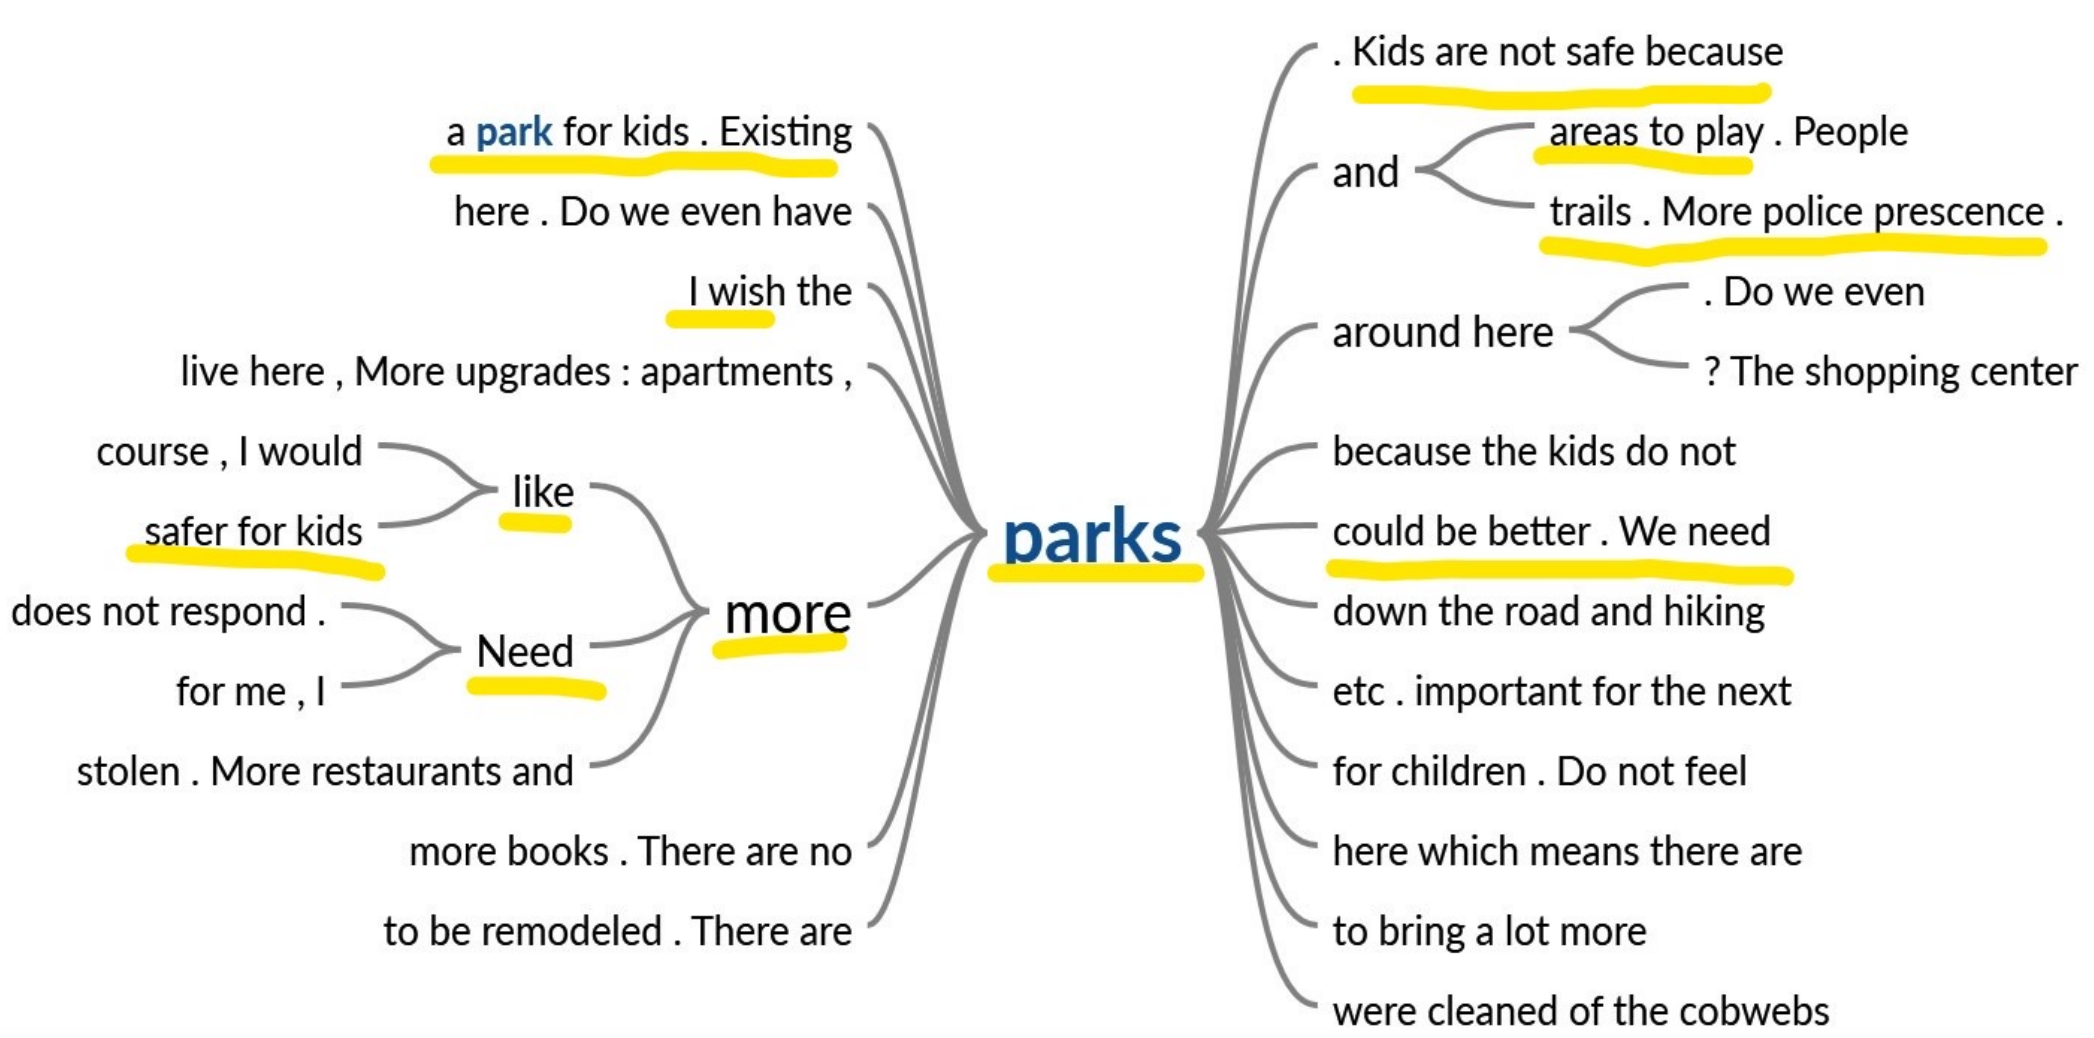 a park for kids . Existing
here . Do we even have
I wish the
live here , More upgrades : apartments ,
course , I would
safer for kids
like
does not respond .
for me , I
Need
stolen . More restaurants and
more
more books . There are no
to be remodeled . There are
parks
. Kids are not safe because
and
areas to play . People
trails . More police prescence .
around here
. Do we even
? The shopping center
because the kids do not
could be better . We need
down the road and hiking
etc . important for the next
for children . Do not feel
here which means there are
to bring a lot more
were cleaned of the cobwebs